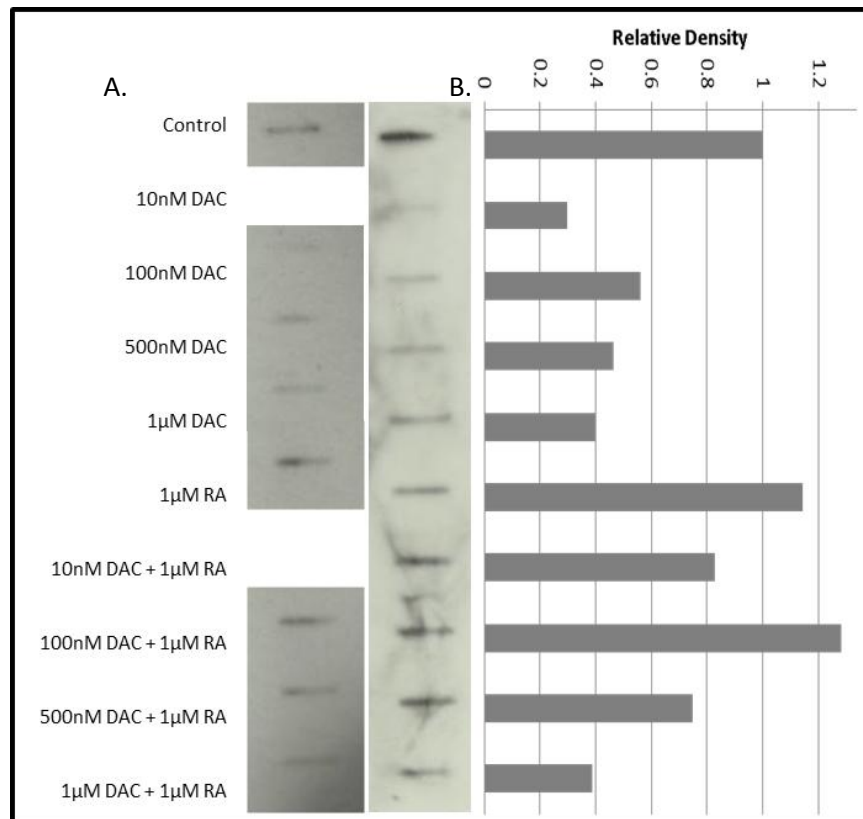 Relative Density
A.
B.
0
0.2
0.4
0.6
0.8
1
1.2
Control
10nM DAC
100nM DAC
500nM DAC
1µM DAC
1µM RA
10nM DAC + 1µM RA
100nM DAC + 1µM RA
500nM DAC + 1µM RA
1µM DAC + 1µM RA